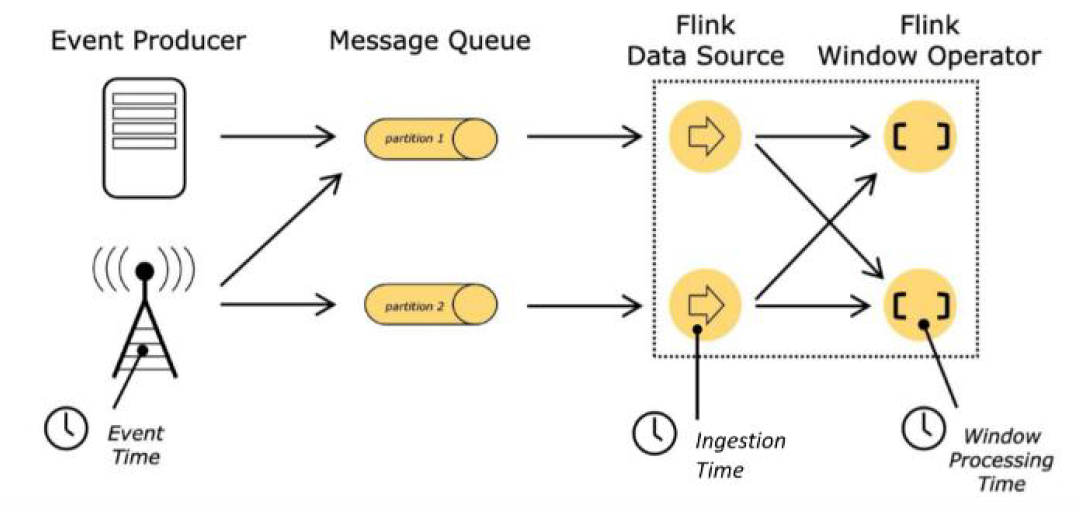 Event Producer
Message Queue
Flink
Data Source
Flink
Window Operator
partition 1
partition 2
Event
Time
Ingestion
Time
Window
Processing
Time